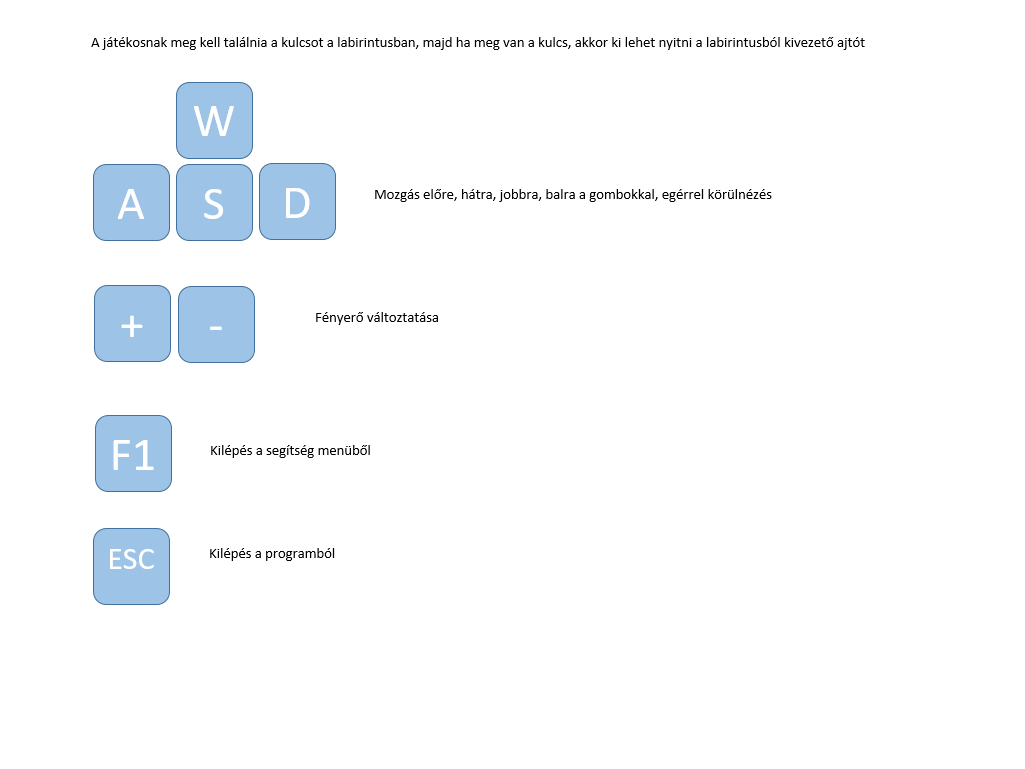 A játékosnak meg kell találnia a kulcsot a labirintusban, majd ha meg van a kulcs, akkor ki lehet nyitni a labirintusból kivezető ajtót
W
A S D
Mozgás előre, hátra, jobbra, balra a gombokkal, egérrel körülnézés
+ -
Fényerő változtatása
F1
Kilépés a segítség menüből
ESC
Kilépés a programból